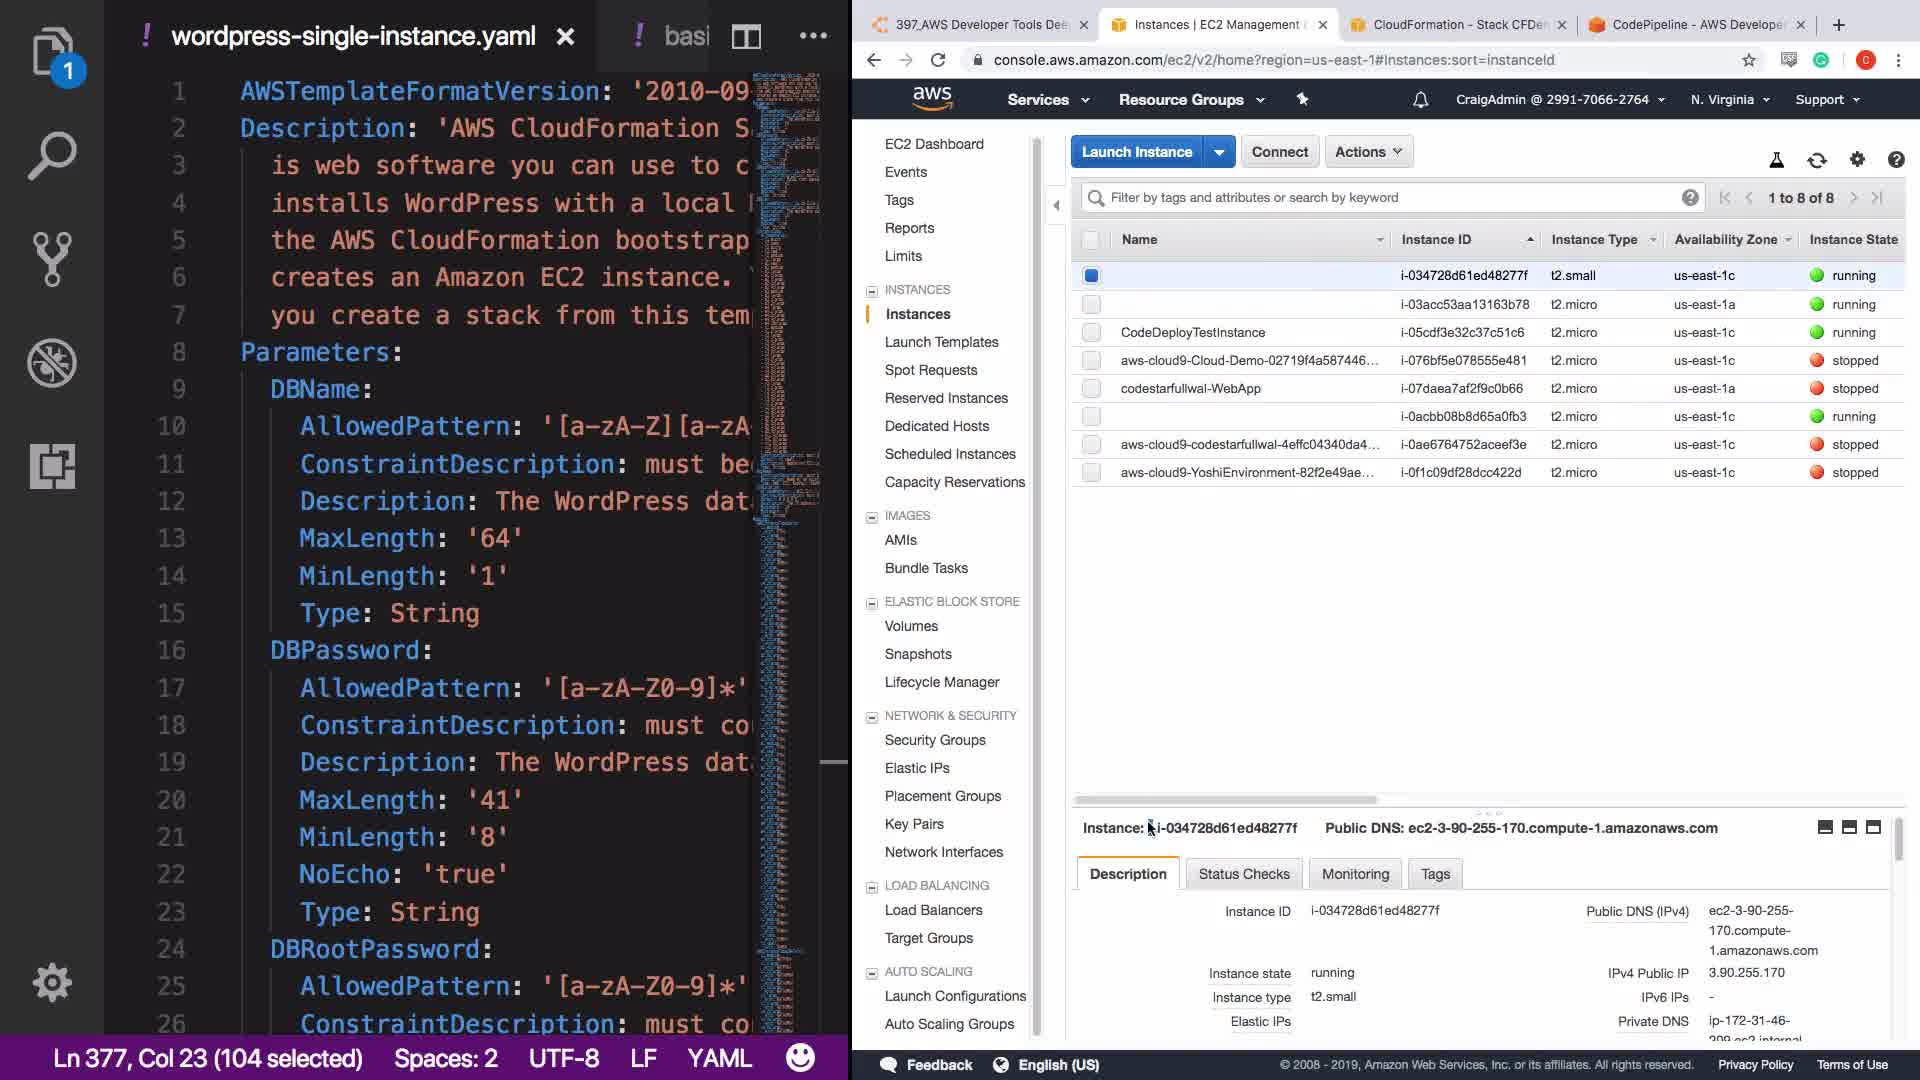 1
wordpress-single-instance.yaml
basi
1 AWSTemplateFormatVersion: '2010-09
2 Description: 'AWS CloudFormation S
3 is web software you can use to c
4 installs WordPress with a local
5 the AWS CloudFormation bootstrap
6 creates an Amazon EC2 instance.
7 you create a stack from this tem
8 Parameters:
9 DBName:
10 AllowedPattern: '[a-zA-Z][a-zA
11 ConstraintDescription: must be
12 Description: The WordPress dat
13 MaxLength: '64'
14 MinLength: '1'
15 Type: String
16 DBPassword:
17 AllowedPattern: '[a-zA-Z0-9]*'
18 ConstraintDescription: must co
19 Description: The WordPress dat
20 MaxLength: '41'
21 MinLength: '8'
22 NoEcho: 'true'
23 Type: String
24 DBRootPassword:
25 AllowedPattern: '[a-zA-Z0-9]*'
26 ConstraintDescription: must co
Ln 377, Col 23 (104 selected) Spaces: 2 UTF-8 LF YAML
397_AWS Developer Tools Dee
Instances | EC2 Management
CloudFormation - Stack CFDe
CodePipeline - AWS Developer
console.aws.amazon.com/ec2/v2/home?region=us-east-1#Instances:sort=instanceId
C
aws Services Resource Groups CraigAdmin @ 2991-7066-2764 N. Virginia Support
EC2 Dashboard
Events
Tags
Reports
Limits
INSTANCES
Instances
Launch Templates
Spot Requests
Reserved Instances
Dedicated Hosts
Scheduled Instances
Capacity Reservations
IMAGES
AMIs
Bundle Tasks
ELASTIC BLOCK STORE
Volumes
Snapshots
Lifecycle Manager
NETWORK & SECURITY
Security Groups
Elastic IPs
Placement Groups
Key Pairs
Network Interfaces
LOAD BALANCING
Load Balancers
Target Groups
AUTO SCALING
Launch Configurations
Auto Scaling Groups
Launch Instance Connect Actions
Filter by tags and attributes or search by keyword 1 to 8 of 8
Name Instance ID Instance Type Availability Zone Instance State
i-034728d61ed48277f t2.small us-east-1c running
i-03acc53aa13163b78 t2.micro us-east-1a running
CodeDeployTestInstance i-05cdf3e32c37c51c6 t2.micro us-east-1c running
aws-cloud9-Cloud-Demo-02719f4a587446... i-076bf5e078555e481 t2.micro us-east-1c stopped
codestarfullwal-WebApp i-07daea7af2f9c0b66 t2.micro us-east-1a stopped
i-0acbb08b8d65a0fb3 t2.micro us-east-1c running
aws-cloud9-codestarfullwal-4effc04340da4... i-0ae6764752aceef3e t2.micro us-east-1c stopped
aws-cloud9-YoshiEnvironment-82f2e49ae... i-0f1c09df28dcc422d t2.micro us-east-1c stopped
Instance: i-034728d61ed48277f Public DNS: ec2-3-90-255-170.compute-1.amazonaws.com
Description Status Checks Monitoring Tags
Instance ID i-034728d61ed48277f
Instance state running
Instance type t2.small
Elastic IPs
Public DNS (IPv4) ec2-3-90-255-
170.compute-
1.amazonaws.com
IPv4 Public IP 3.90.255.170
IPv6 IPs -
Private DNS ip-172-31-46-
Feedback English (US) © 2008 - 2019, Amazon Web Services, Inc. or its affiliates. All rights reserved. Privacy Policy Terms of Use